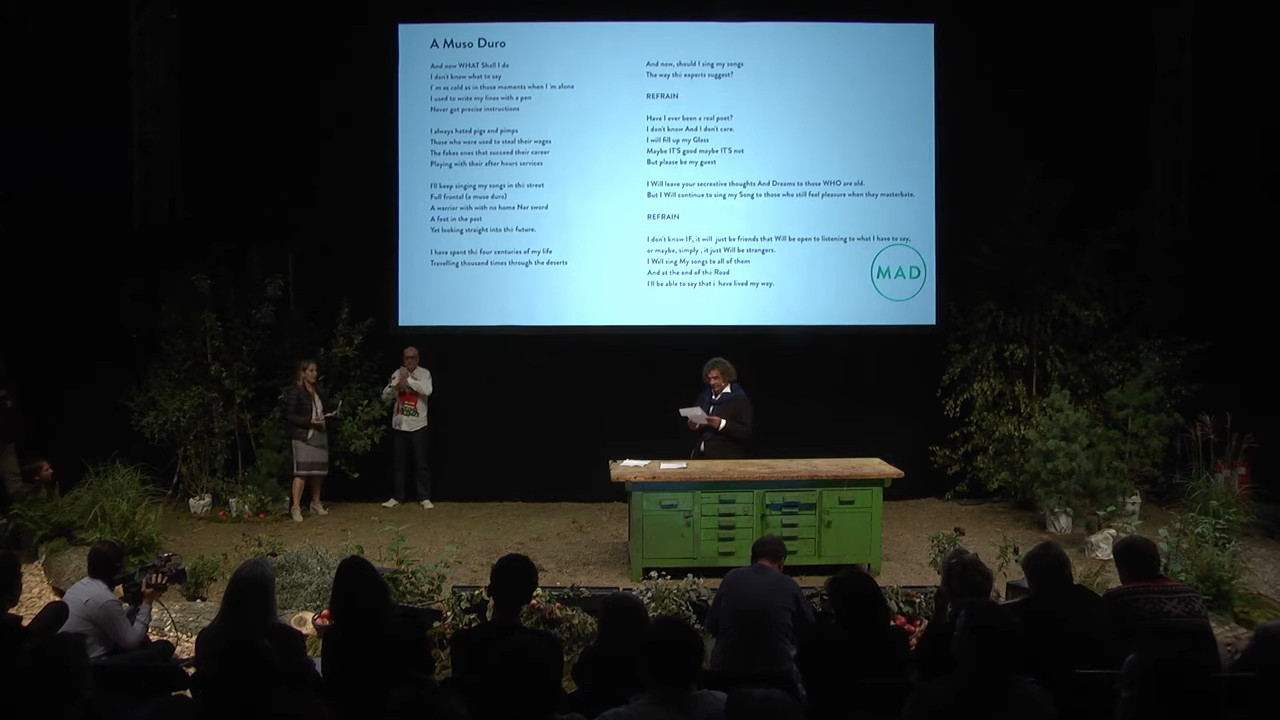 A Muso Duro
And now WHAT Shall I do
I don't know what to say
I'm as cold as in those moments when I'm alone
I used to write my lines with a pen
Never got precise instructions
I always hated pigs and pimps
Those who were used to steal their wages
The fakes ones that succeed their career
Playing with their after hours services
I'll keep singing my songs in thi street
Full frontal (a muso duro)
A warrior with with no home Nor sword
A feet in the past
Yet looking straight into thi future.
I have spent thi four centuries of my life
Travelling thousand times through the deserts
And now, should I sing my songs
The way thi experts suggest?
REFRAIN
Have I ever been a real poet?
I don't know And I don't care.
I will fill up my Glass
Maybe IT'S good maybe IT'S not
But please be my guest
I Will leave your secreative thoughts And Dreams to those WHO are old.
But I Will continue to sing my Song to those who still feel pleasure when they masterbate.
REFRAIN
I don't know IF, it will just be friends that Will be open to listening to what I have to say,
or maybe, simply , it just Will be strangers.
I Will sing My songs to all of them
And at the end of thi Road
I'll be able to say that i have lived my way.
MAD